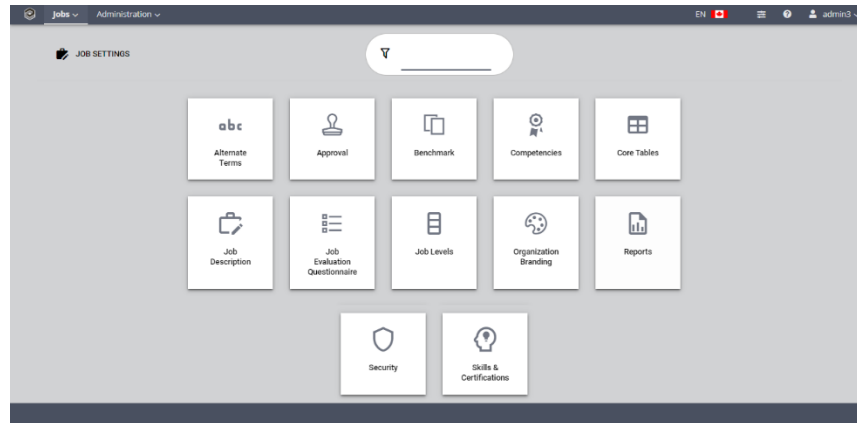 Jobs Administration EN admin3
JOB SETTINGS
abc
Alternate
Terms
Approval
Benchmark
Competencies
Core Tables
Job
Description
Job
Evaluation
Questionnaire
Job Levels
Organization
Branding
Reports
Security
Skills &
Certifications